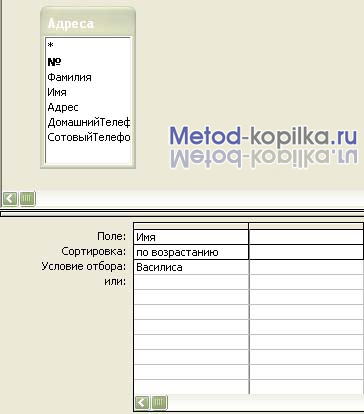 Адреса
*
№
Фамилия
Имя
Адрес
ДомашнийТелеф
СотовыйТелефо
Metod-kopilka.ru
Поле: Имя
Сортировка: по возрастанию
Условие отбора: Василиса
или: